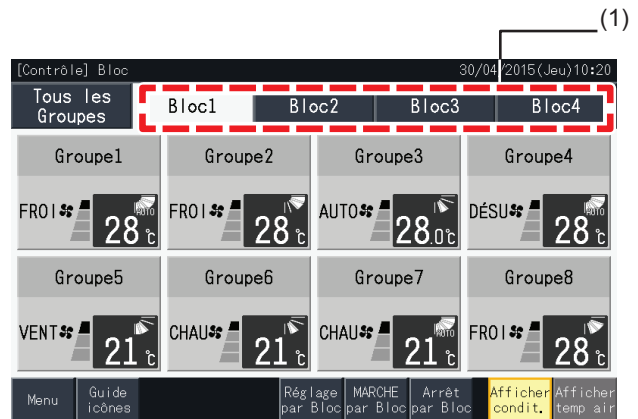 (1)
[Contrôle] Bloc 30/04/2015(Jeu)10:20
Tous les
Groupes
Bloc1 Bloc2 Bloc3 Bloc4
Groupe1 Groupe2 Groupe3 Groupe4
FROI AUTO 28℃ FROI 28℃ AUTO 28.0℃ DÉSU AUTO 28℃
Groupe5 Groupe6 Groupe7 Groupe8
VENT 21℃ CHAU 21℃ CHAU AUTO 21℃ FROI 28℃
Menu
Guide
icônes
Réglage
par Bloc
MARCHE
par Bloc
Arrêt
par Bloc
Afficher
condit.
Afficher
temp air